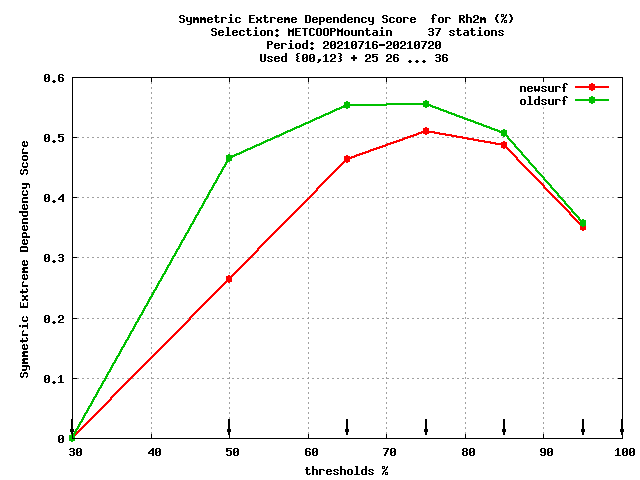 Symmetric Extreme Dependency Score  for Rh2m (%)
Selection: METCOOPMountain     37 stations
Period: 20210716-20210720
Used {00,12} + 25 26 ... 36
newsurf
oldsurf
Symmetric Extreme Dependency Score
0.6
0.5
0.4
0.3
0.2
0.1
0
30 40 50 60 70 80 90 100
thresholds %